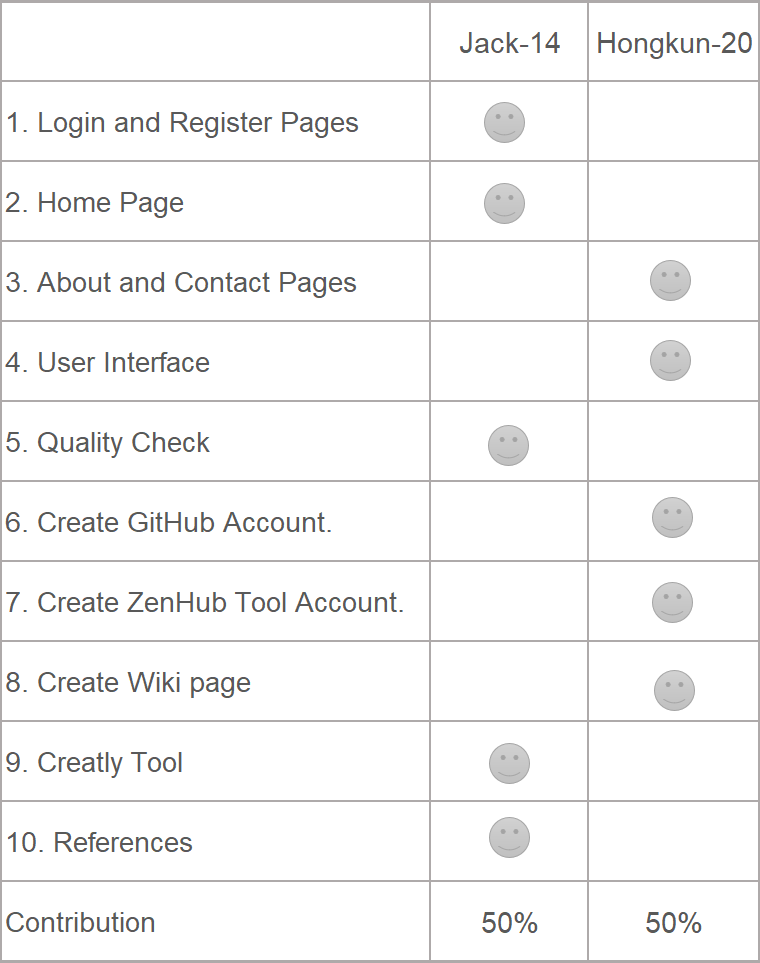 Jack-14 Hongkun-20
1. Login and Register Pages
2. Home Page
3. About and Contact Pages
4. User Interface
5. Quality Check
6. Create GitHub Account.
7. Create ZenHub Tool Account.
8. Create Wiki page
9. Creatly Tool
10. References
Contribution 50% 50%